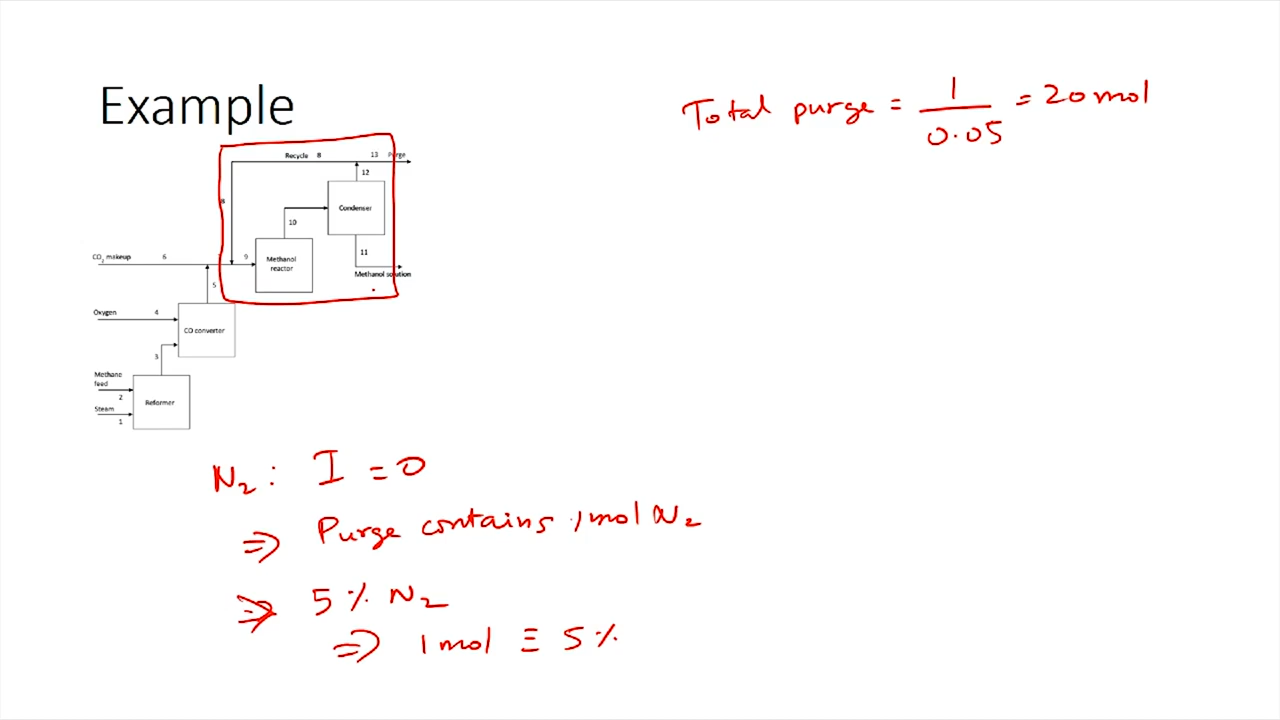 Example
Total purge = 1 / 0.05 = 20 mol
Recycle 8 13 Purge
12
8
Condenser
10
11
CO2 makeup 6 9
Methanol
reactor
Methanol solution
5
Oxygen 4
CO converter
3
Methane
feed
2
Reformer
Steam
1
N2 : I = 0
⇒ Purge contains 1 mol N2
⇒ 5 % N2
⇒ 1 mol ≡ 5 %